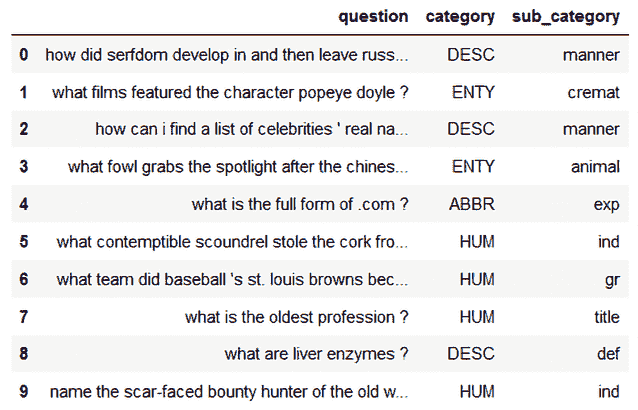 question category sub_category
0 how did serfdom develop in and then leave russ... DESC manner
1 what films featured the character popeye doyle ? ENTY cremat
2 how can i find a list of celebrities ' real na... DESC manner
3 what fowl grabs the spotlight after the chines... ENTY animal
4 what is the full form of .com ? ABBR exp
5 what contemptible scoundrel stole the cork fro... HUM ind
6 what team did baseball 's st. louis browns bec... HUM gr
7 what is the oldest profession ? HUM title
8 what are liver enzymes ? DESC def
9 name the scar-faced bounty hunter of the old w... HUM ind